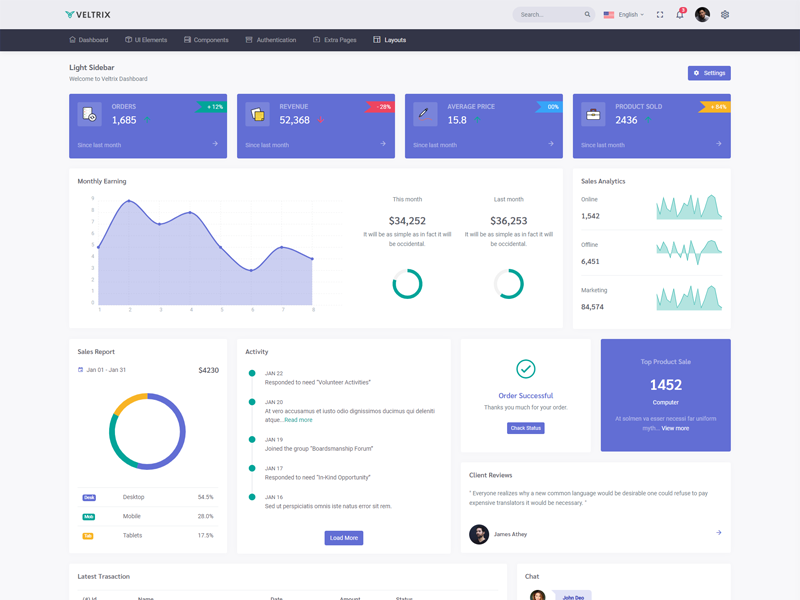 VELTRIX
Search...
English
3
Dashboard
UI Elements
Components
Authentication
Extra Pages
Layouts
Light Sidebar
Welcome to Veltrix Dashboard
Settings
ORDERS
1,685
+ 12%
Since last month
REVENUE
52,368
- 28%
Since last month
AVERAGE PRICE
15.8
00%
Since last month
PRODUCT SOLD
2436
+ 84%
Since last month
Monthly Earning
9
8
7
6
5
4
3
2
1
0
1
2
3
4
5
6
7
8
This month
$34,252
It will be as simple as in fact it will
be occidental.
Last month
$36,253
It will be as simple as in fact it will
be occidental.
Sales Analytics
Online
1,542
Offline
6,451
Marketing
84,574
Sales Report
Jan 01 - Jan 31
$4230
Desk
Desktop
54.5%
Mob
Mobile
28.0%
Tab
Tablets
17.5%
Activity
JAN 22
Responded to need "Volunteer Activities"
JAN 20
At vero accusamus et iusto odio dignissimos ducimus qui deleniti
atque... Read more
JAN 19
Joined the group "Boardsmanship Forum"
JAN 17
Responded to need "In-Kind Opportunity"
JAN 16
Sed ut perspiciatis omnis iste natus error sit rem.
Load More
Order Successful
Thanks you much for your order.
Chack Status
Top Product Sale
1452
Computer
At solmen va esser necessi far uniform
myth... View more
Client Reviews
" Everyone realizes why a new common language would be desirable one could refuse to pay
expensive translators it would be necessary. "
James Athey
Latest Trasaction
(#) Id
Name
Date
Amount
Status
Chat
John Deo